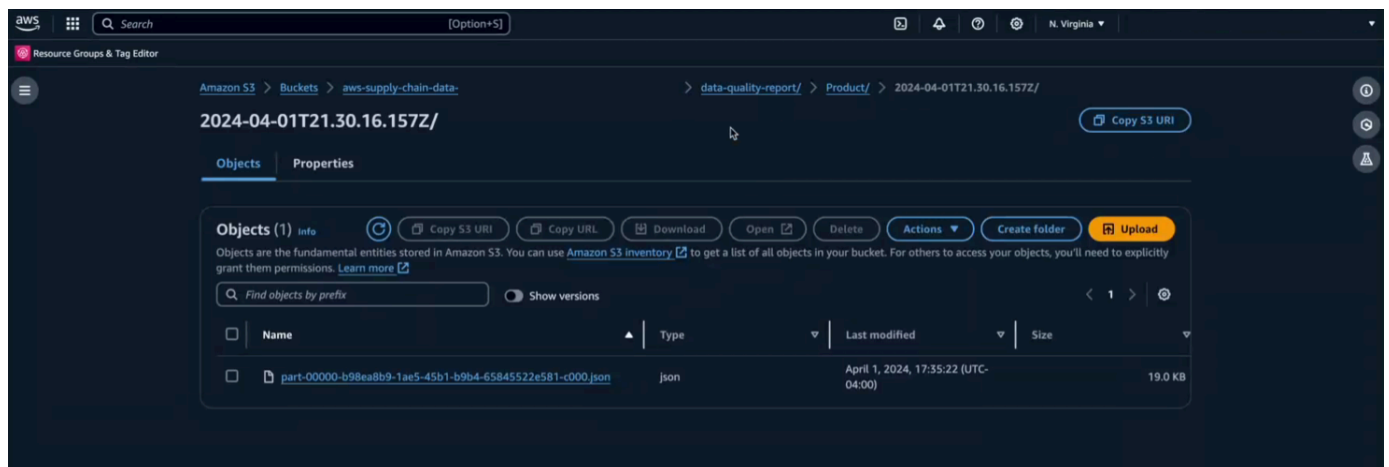 aws
Search [Option+S] N. Virginia ▼
Resource Groups & Tag Editor
Amazon S3 > Buckets > aws-supply-chain-data- > data-quality-report/ > Product/ > 2024-04-01T21.30.16.157Z/
2024-04-01T21.30.16.157Z/
Copy S3 URI
Objects Properties
Objects (1) Info Copy S3 URI Copy URL Download Open Delete Actions ▼ Create folder Upload
Objects are the fundamental entities stored in Amazon S3. You can use Amazon S3 inventory to get a list of all objects in your bucket. For others to access your objects, you'll need to explicitly
grant them permissions. Learn more
Find objects by prefix Show versions < 1 >
Name Type Last modified Size
part-00000-b98ea8b9-1ae5-45b1-b9b4-65845522e581-c000.json json April 1, 2024, 17:35:22 (UTC-
04:00) 19.0 KB